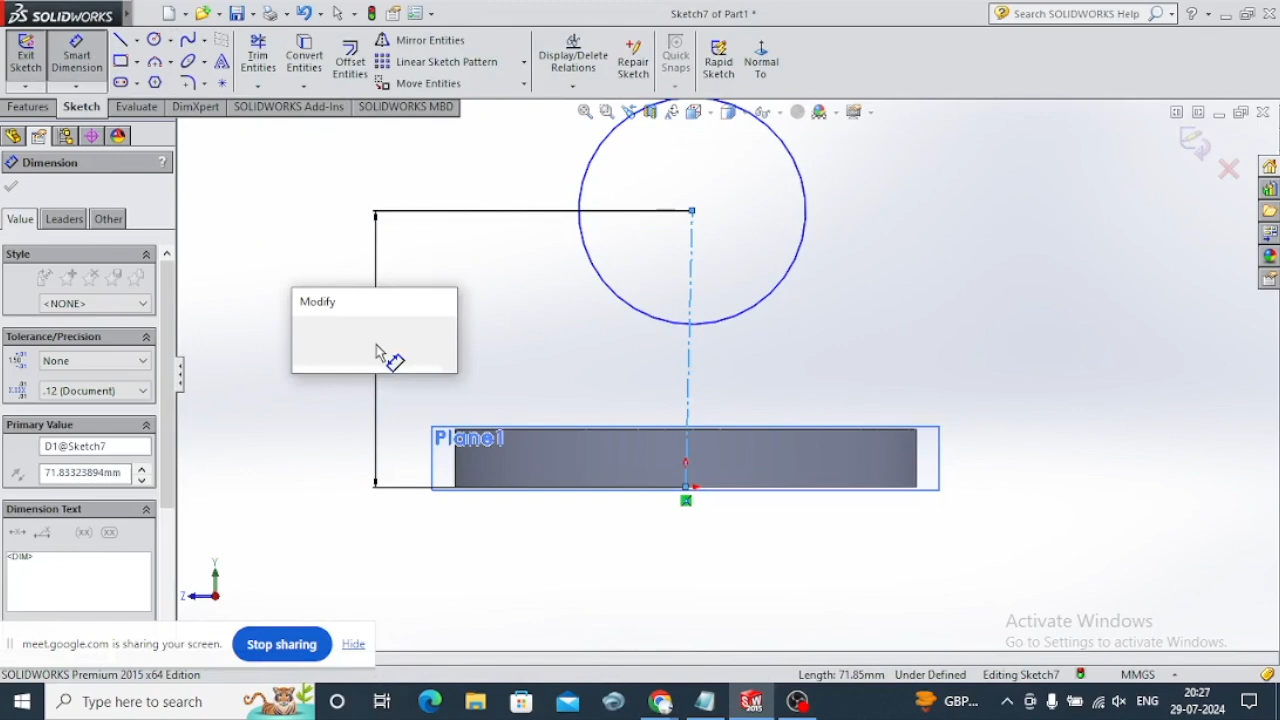 SOLIDWORKS
Sketch7 of Part1 *
Search SOLIDWORKS Help
Exit Sketch
Smart Dimension
Trim Entities
Convert Entities
Offset Entities
Mirror Entities
Linear Sketch Pattern
Move Entities
Display/Delete Relations
Repair Sketch
Quick Snaps
Rapid Sketch
Normal To
Features
Sketch
Evaluate
DimXpert
SOLIDWORKS Add-Ins
SOLIDWORKS MBD
Dimension
?
Value
Leaders
Other
Style
<NONE>
Tolerance/Precision
None
.12 (Document)
Primary Value
D1@Sketch7
71.83323894mm
Dimension Text
<DIM>
Modify
Plane1
Y
Z
Activate Windows
Go to Settings to activate Windows.
meet.google.com is sharing your screen.
Stop sharing
Hide
SOLIDWORKS Premium 2015 x64 Edition
Length: 71.85mm
Under Defined
Editing Sketch7
MMGS
Type here to search
GBP...
ENG
20:27
29-07-2024